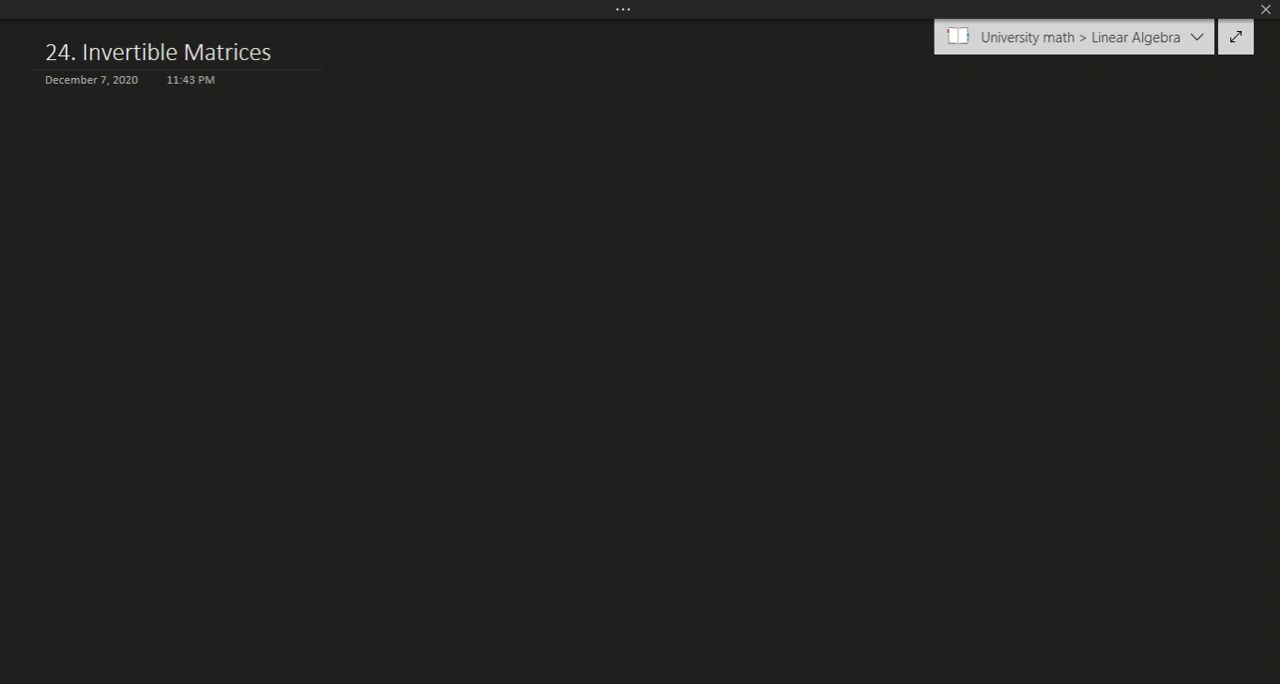 ...
University math > Linear Algebra
24. Invertible Matrices
December 7, 2020 11:43 PM